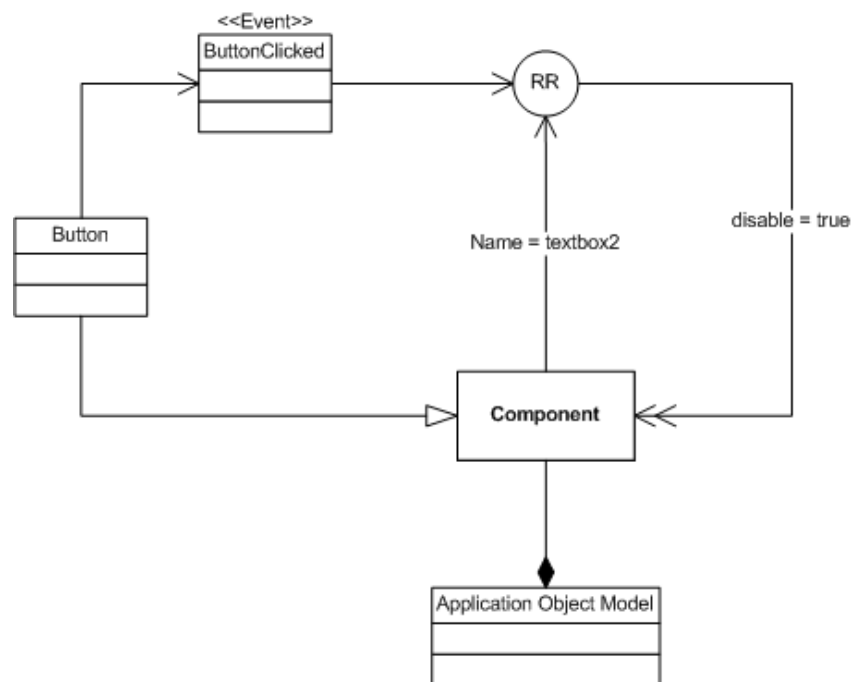 <<Event>>
ButtonClicked
RR
Button
Name = textbox2
disable = true
Component
Application Object Model